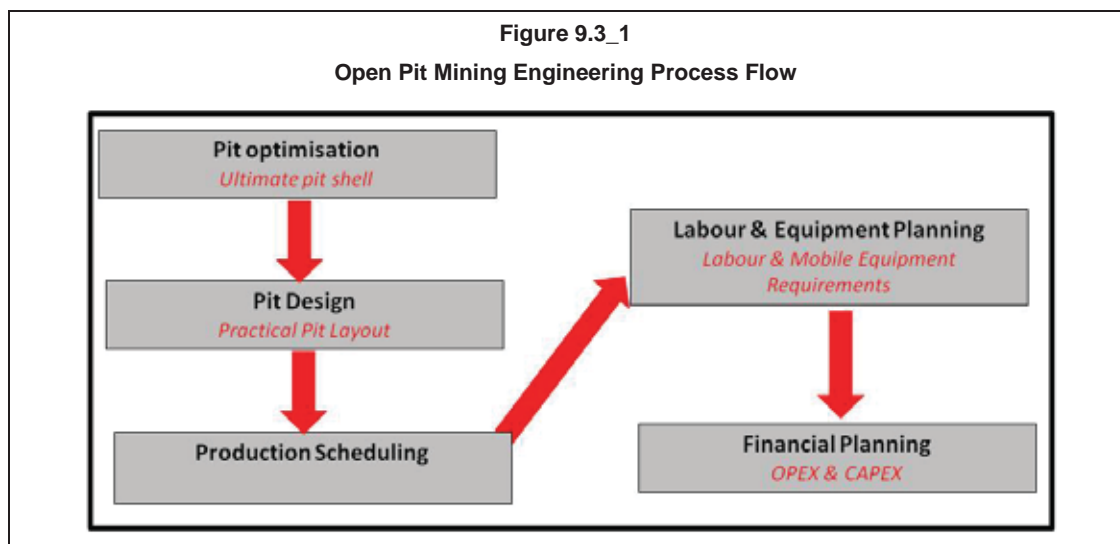 Figure 9.3_1
Open Pit Mining Engineering Process Flow
Pit optimisation
Ultimate pit shell
Pit Design
Practical Pit Layout
Production Scheduling
Labour & Equipment Planning
Labour & Mobile Equipment
Requirements
Financial Planning
OPEX & CAPEX